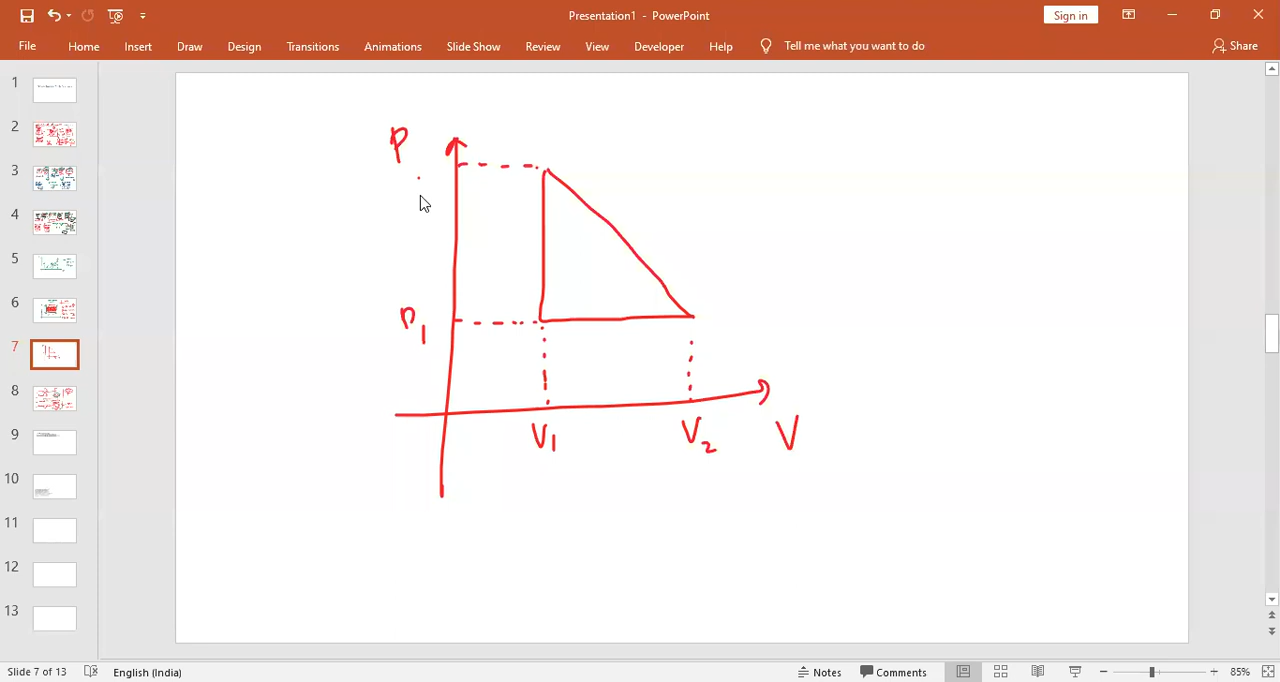 Presentation1 - PowerPoint
Sign in
File Home Insert Draw Design Transitions Animations Slide Show Review View Developer Help Tell me what you want to do Share
1
2
3
4
5
6
7
8
9
10
11
12
13
P
P1
V1
V2
V
Slide 7 of 13 English (India) Notes Comments 85%